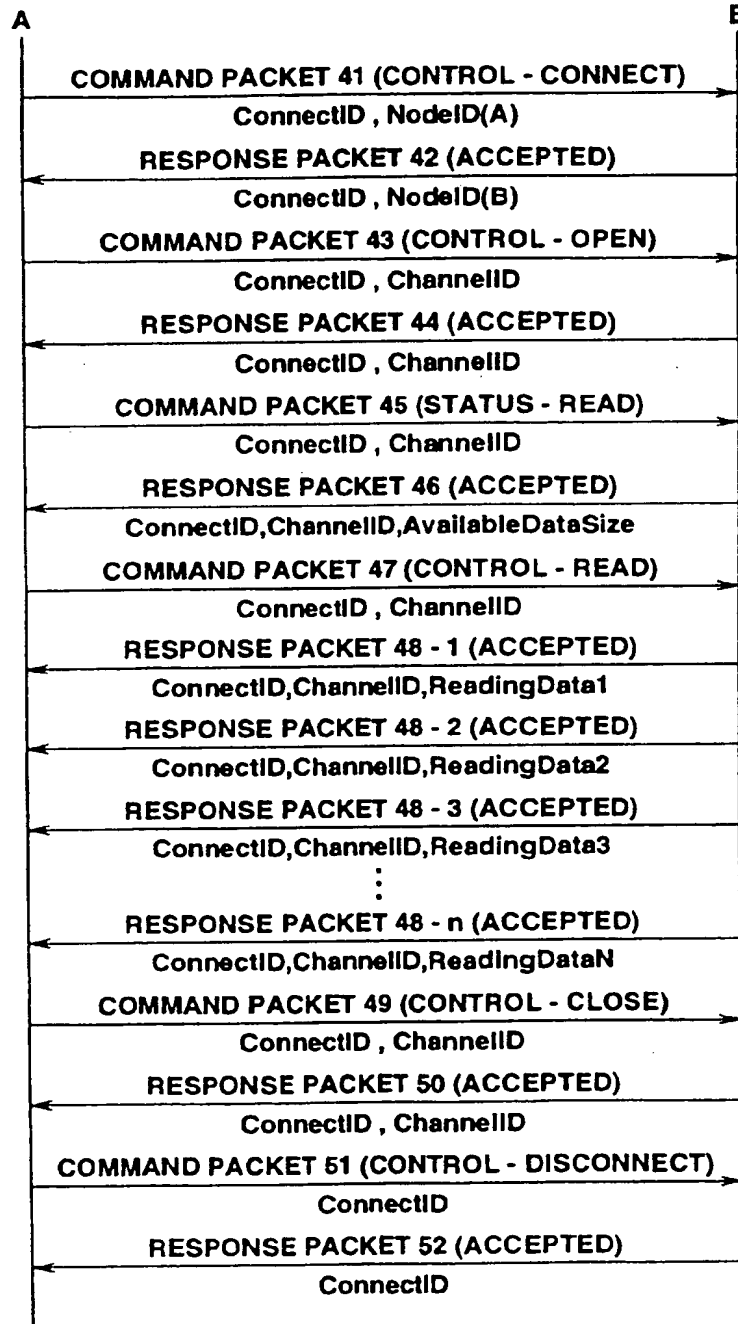 A
B
COMMAND PACKET 41 (CONTROL - CONNECT)
ConnectID , NodeID(A)
RESPONSE PACKET 42 (ACCEPTED)
ConnectID , NodeID(B)
COMMAND PACKET 43 (CONTROL - OPEN)
ConnectID , ChannelID
RESPONSE PACKET 44 (ACCEPTED)
ConnectID , ChannelID
COMMAND PACKET 45 (STATUS - READ)
ConnectID , ChannelID
RESPONSE PACKET 46 (ACCEPTED)
ConnectID,ChannelID,AvailableDataSize
COMMAND PACKET 47 (CONTROL - READ)
ConnectID , ChannelID
RESPONSE PACKET 48 - 1 (ACCEPTED)
ConnectID,ChannelID,ReadingData1
RESPONSE PACKET 48 - 2 (ACCEPTED)
ConnectID,ChannelID,ReadingData2
RESPONSE PACKET 48 - 3 (ACCEPTED)
ConnectID,ChannelID,ReadingData3
RESPONSE PACKET 48 - n (ACCEPTED)
ConnectID,ChannelID,ReadingDataN
COMMAND PACKET 49 (CONTROL - CLOSE)
ConnectID , ChannelID
RESPONSE PACKET 50 (ACCEPTED)
ConnectID , ChannelID
COMMAND PACKET 51 (CONTROL - DISCONNECT)
ConnectID
RESPONSE PACKET 52 (ACCEPTED)
ConnectID